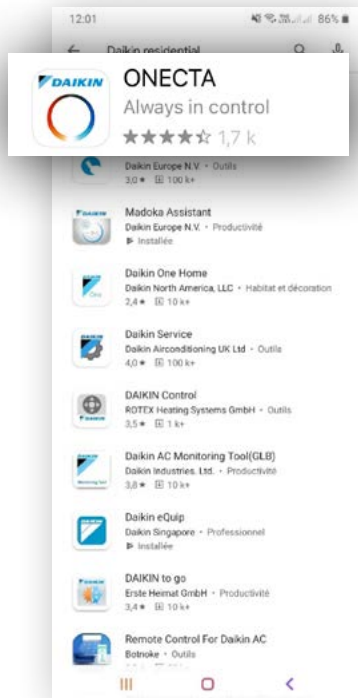 12:01
86%
Daikin residential
DAIKIN
ONECTA
Always in control
1,7 k
Daikin Europe N.V. • Outils
3,0 ★ 100 k+
Madoka Assistant
Daikin Europe N.V. • Productivité
Installée
Daikin One Home
Daikin North America, LLC • Habitat et décoration
2,4 ★ 10 k+
Daikin Service
Daikin Airconditioning UK Ltd • Outils
4,0 ★ 100 k+
DAIKIN Control
ROTEX Heating Systems GmbH • Outils
3,5 ★ 1 k+
Daikin AC Monitoring Tool(GLB)
Daikin Industries. Ltd. • Productivité
3,8 ★ 10 k+
Daikin eQuip
Daikin Singapore • Professionnel
Installée
DAIKIN to go
Erste Heimat GmbH • Productivité
3,4 ★ 10 k+
Remote Control For Daikin AC
Botnoke • Outils